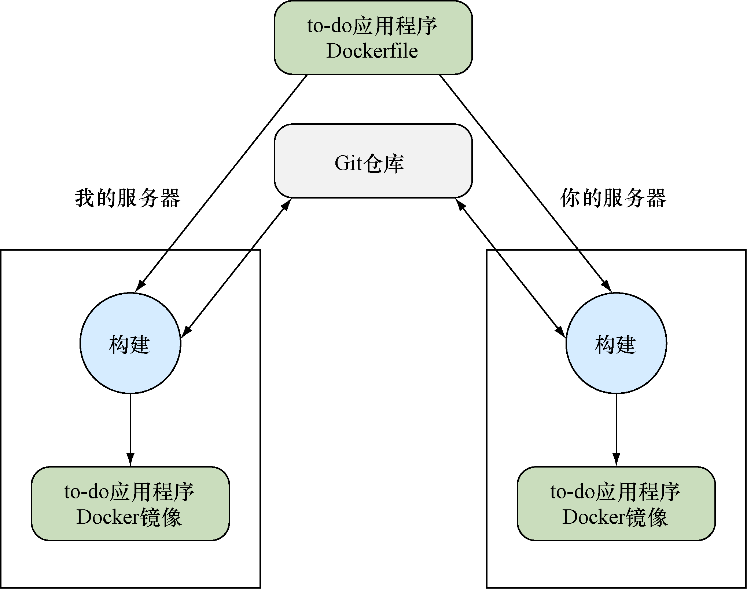 to-do应用程序
Dockerfile
Git仓库
我的服务器
你的服务器
构建
构建
to-do应用程序
Docker镜像
to-do应用程序
Docker镜像